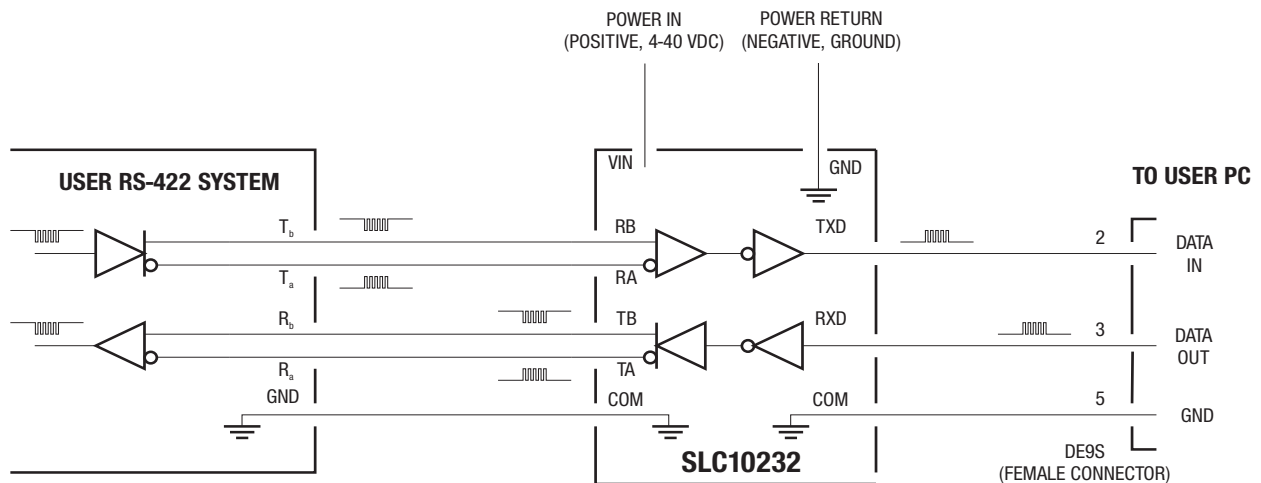 POWER IN
(POSITIVE, 4-40 VDC)
POWER RETURN
(NEGATIVE, GROUND)
USER RS-422 SYSTEM
VIN
GND
TO USER PC
Tb
RB
TXD
2
DATA
IN
Ta
RA
Rb
TB
RXD
3
DATA
OUT
Ra
TA
GND
COM
COM
5
GND
SLC10232
DE9S
(FEMALE CONNECTOR)